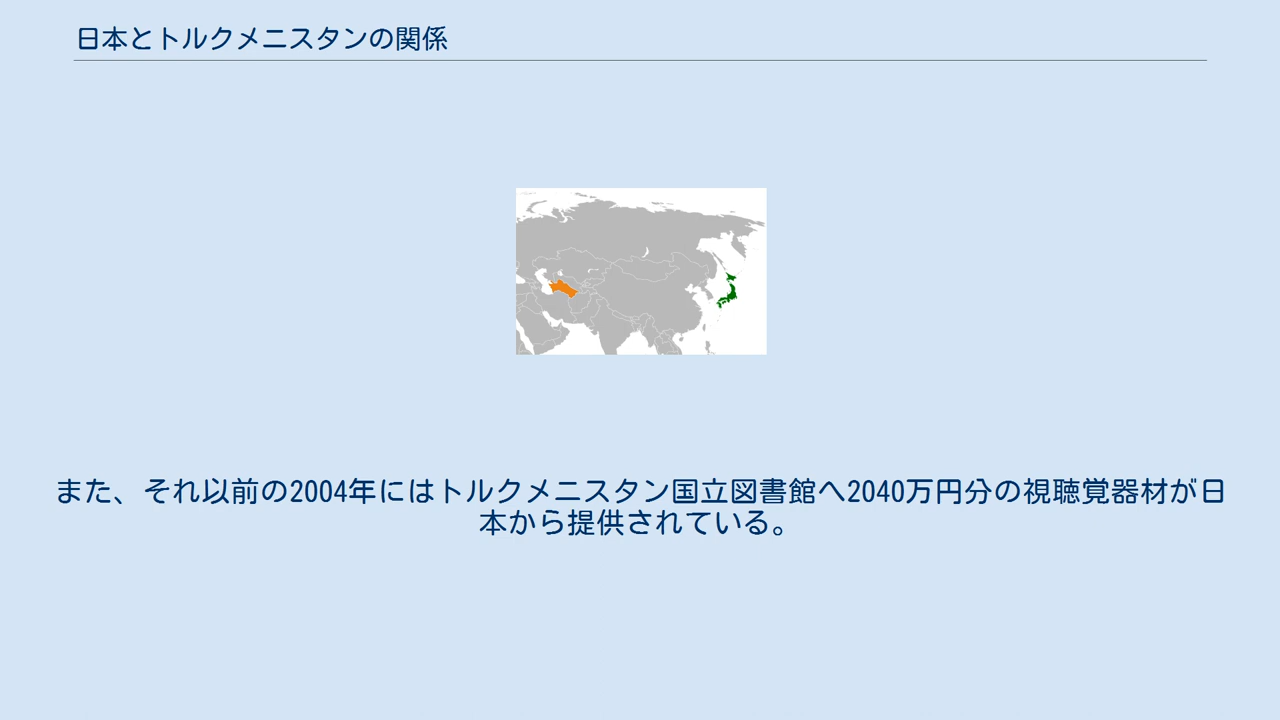 日本とトルクメニスタンの関係
また、それ以前の2004年にはトルクメニスタン国立図書館へ2040万円分の視聴覚器材が日
本から提供されている。